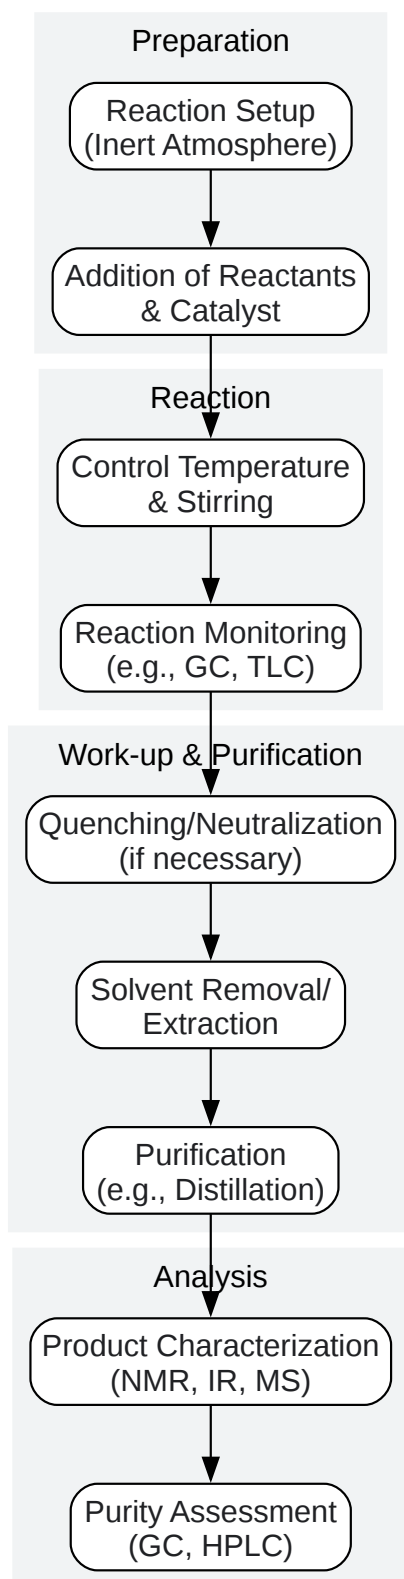 Preparation
Reaction Setup
(Inert Atmosphere)
Addition of Reactants
& Catalyst
Reaction
Control Temperature
& Stirring
Reaction Monitoring
(e.g., GC, TLC)
Work-up & Purification
Quenching/Neutralization
(if necessary)
Solvent Removal/
Extraction
Purification
(e.g., Distillation)
Analysis
Product Characterization
(NMR, IR, MS)
Purity Assessment
(GC, HPLC)